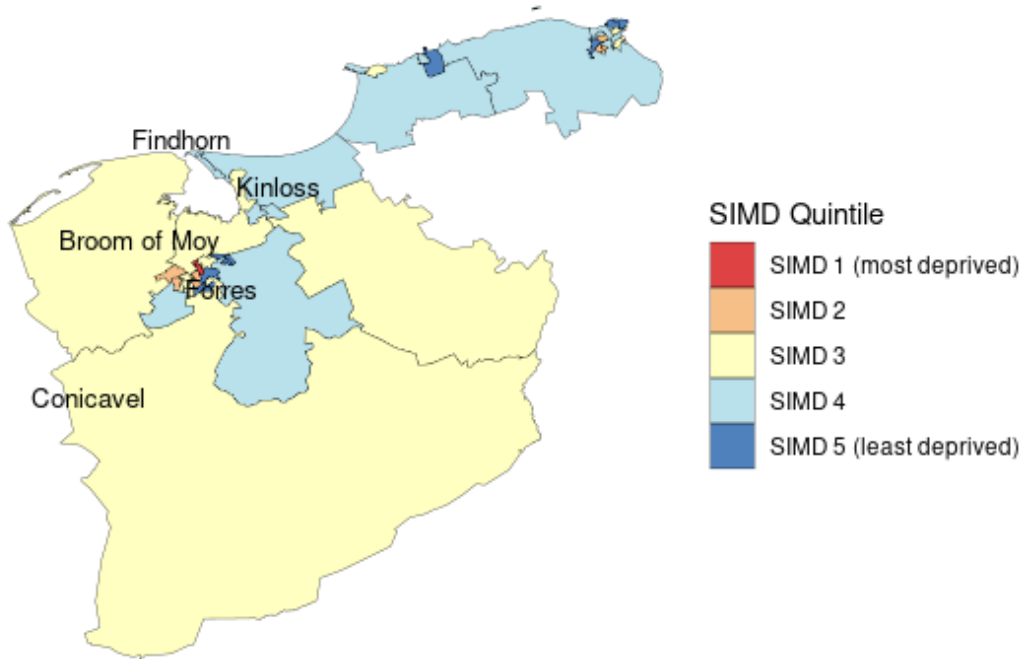 Findhorn
Kinloss
Broom of Moy
Forres
Conicavel
SIMD Quintile
SIMD 1 (most deprived)
SIMD 2
SIMD 3
SIMD 4
SIMD 5 (least deprived)